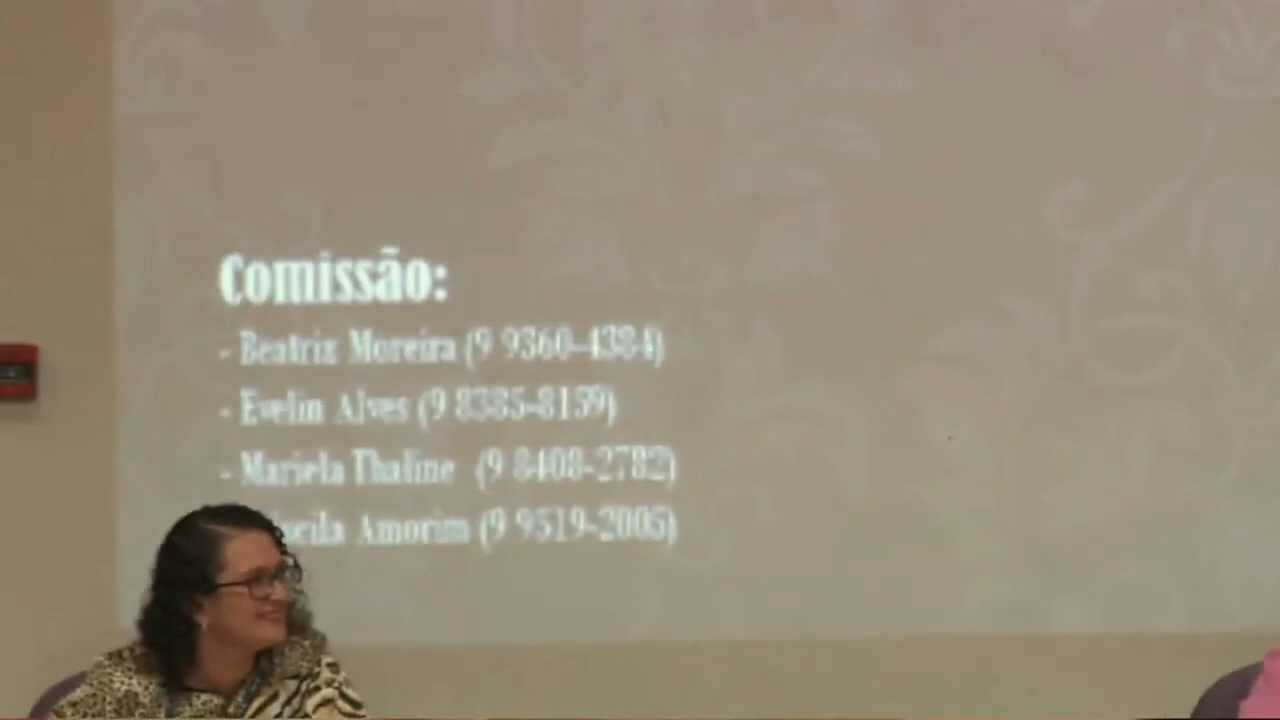 Comissão:
- Beatriz Moreira (9 9360-4384)
- Evelin Alves (9 8385-8159)
- Mariela Thaline (9 8408-2782)
Amorim (9 9519-2005)